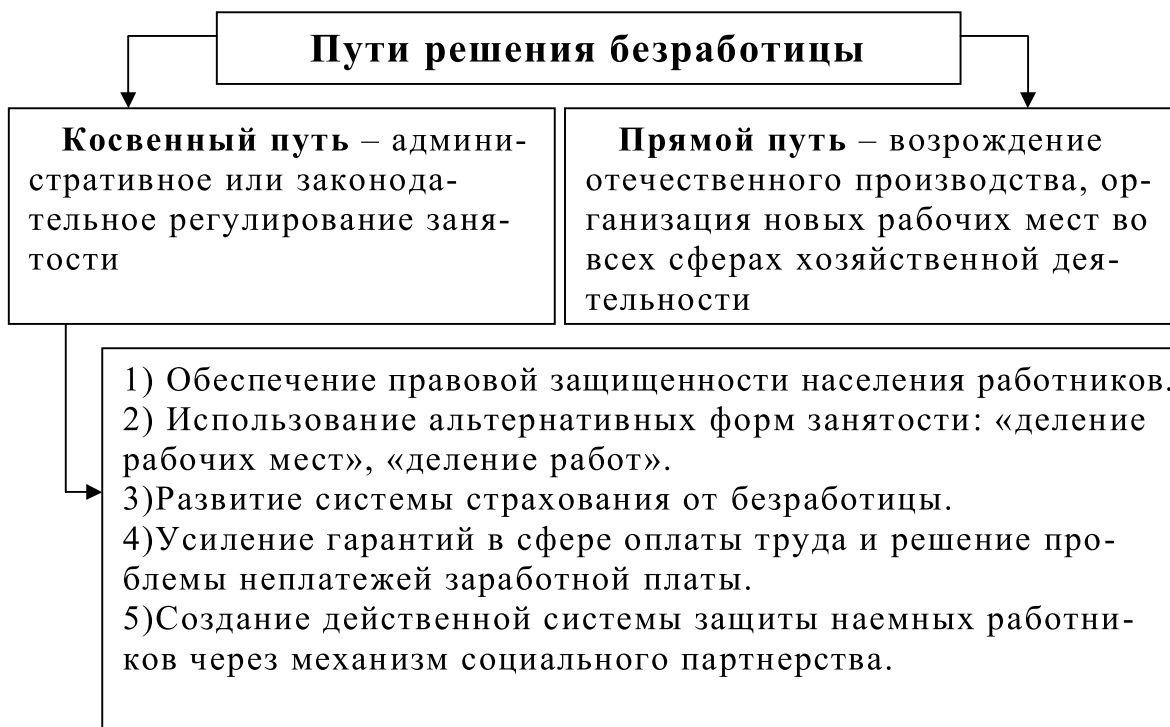 Пути решения безработицы
Косвенный путь – админи-
стративное или законода-
тельное регулирование заня-
тости
Прямой путь – возрождение
отечественного производства, ор-
ганизация новых рабочих мест во
всех сферах хозяйственной дея-
тельности
1) Обеспечение правовой защищенности населения работников.
2) Использование альтернативных форм занятости: «деление
рабочих мест», «деление работ».
3)Развитие системы страхования от безработицы.
4)Усиление гарантий в сфере оплаты труда и решение про-
блемы неплатежей заработной платы.
5)Создание действенной системы защиты наемных работни-
ков через механизм социального партнерства.